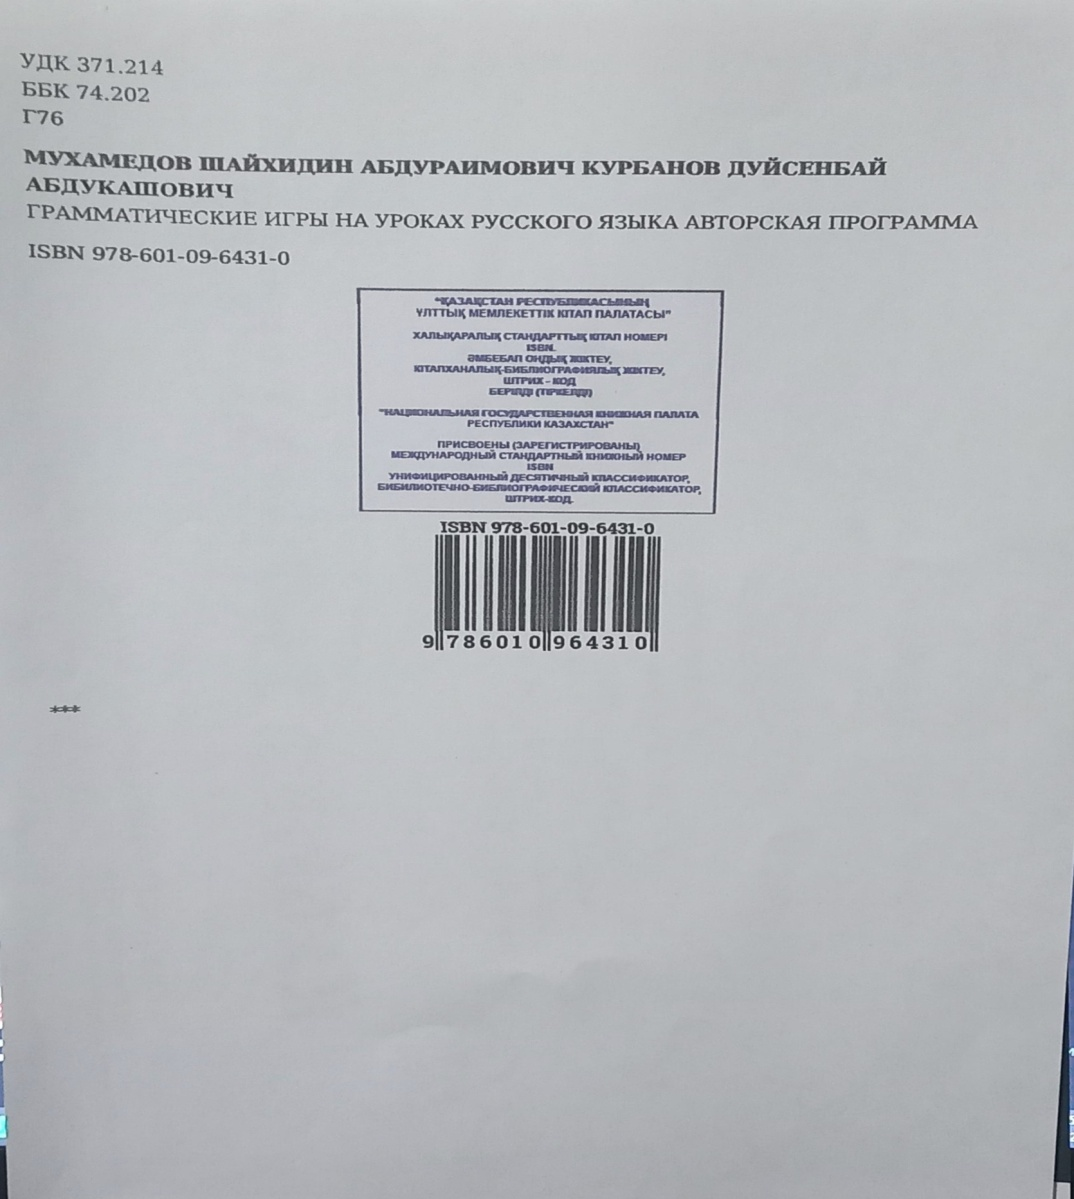 УДК 371.214
ББК 74.202
Г76
МУХАМЕДОВ ШАЙХИДИН АБДУРАИМОВИЧ КУРБАНОВ ДУЙСЕНБАЙ
АБДУКАШОВИЧ
ГРАММАТИЧЕСКИЕ ИГРЫ НА УРОКАХ РУССКОГО ЯЗЫКА АВТОРСКАЯ ПРОГРАММА
ISBN 978-601-09-6431-0
"ҚАЗАҚСТАН РЕСПУБЛИКАСЫНЫҢ
ҰЛТТЫҚ МЕМЛЕКЕТТІК КІТАП ПАЛАТАСЫ"
ХАЛЫҚАРАЛЫҚ СТАНДАРТТЫҚ КІТАП НОМЕРІ
ISBN.
ӘМБЕБАП ОНДЫҚ ЖІКТЕУ,
КІТАПХАНАЛЫҚ-БИБЛИОГРАФИЯЛЫҚ ЖІКТЕУ,
ШТРИХ - КОД
БЕРІЛДІ (ТІРКЕЛДІ)
"НАЦИОНАЛЬНАЯ ГОСУДАРСТВЕННАЯ КНИЖНАЯ ПАЛАТА
РЕСПУБЛИКИ КАЗАХСТАН"
ПРИСВОЕНЫ (ЗАРЕГИСТРИРОВАНЫ)
МЕЖДУНАРОДНЫЙ СТАНДАРТНЫЙ КНИЖНЫЙ НОМЕР
ISBN
УНИФИЦИРОВАННЫЙ ДЕСЯТИЧНЫЙ КЛАССИФИКАТОР,
БИБИЛИОТЕЧНО-БИБЛИОГРАФИЧЕСКИЙ КЛАССИФИКАТОР,
ШТРИХ-КОД.
ISBN 978-601-09-6431-0
9 786010 964310
***